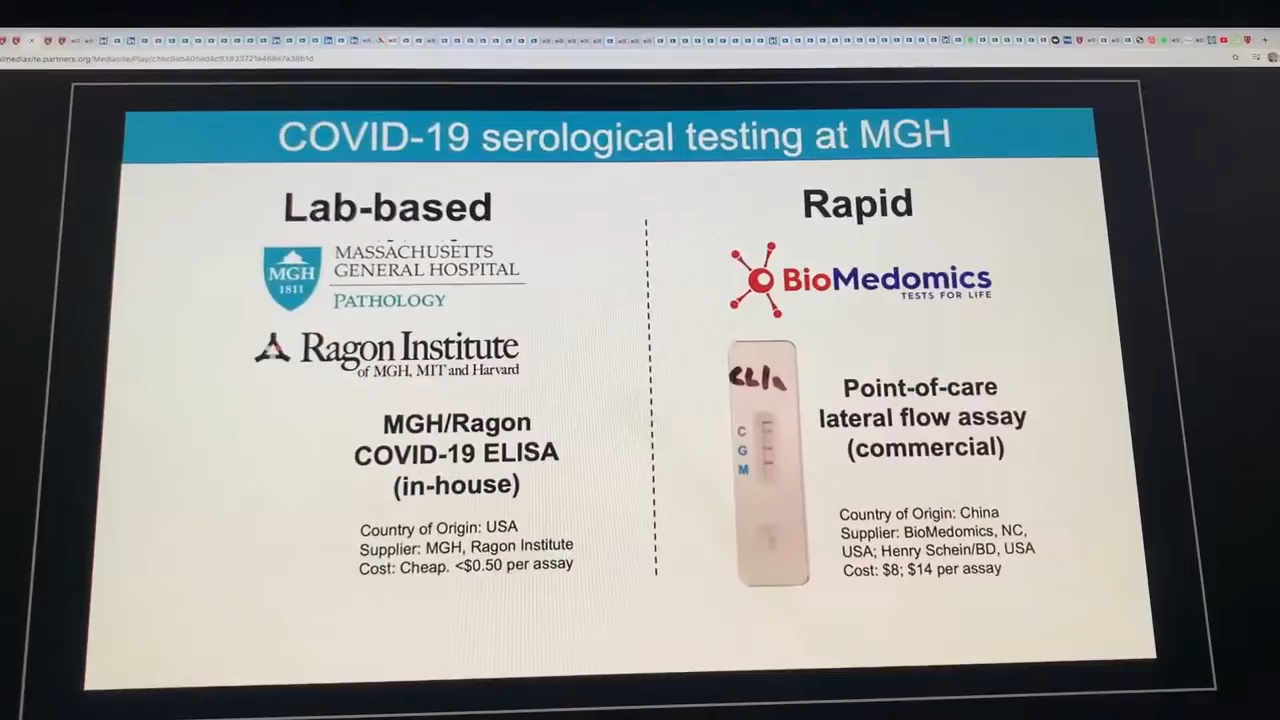 COVID-19 serological testing at MGH
Lab-based
MGH
1811
MASSACHUSETTS
GENERAL HOSPITAL
PATHOLOGY
Ragon Institute
of MGH, MIT and Harvard
MGH/Ragon
COVID-19 ELISA
(in-house)
Country of Origin: USA
Supplier: MGH, Ragon Institute
Cost: Cheap. <$0.50 per assay
Rapid
BioMedomics
TESTS FOR LIFE
C
G
M
Point-of-care
lateral flow assay
(commercial)
Country of Origin: China
Supplier: BioMedomics, NC,
USA; Henry Schein/BD, USA
Cost: $8; $14 per assay